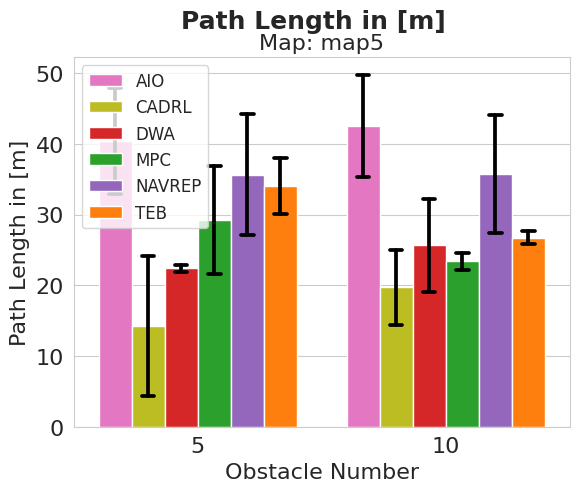 Path Length in [m]
Map: map5
Path Length in [m]
50
40
30
20
10
0
AIO
CADRL
DWA
MPC
NAVREP
TEB
5
10
Obstacle Number